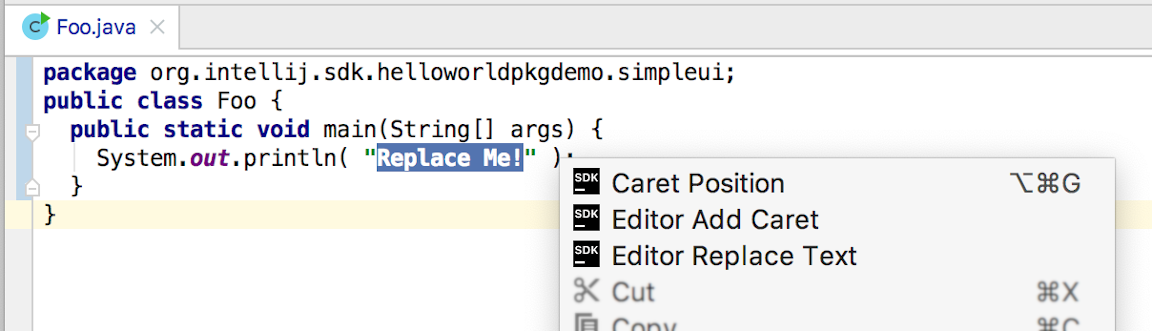 Foo.java
package org.intellij.sdk.helloworldpkgdemo.simpleui;
public class Foo {
public static void main(String[] args) {
System.out.println( "Replace Me!" );
}
}
SDK Caret Position ⌥⌘G
SDK Editor Add Caret
SDK Editor Replace Text
Cut ⌘X
Copy ⌘C